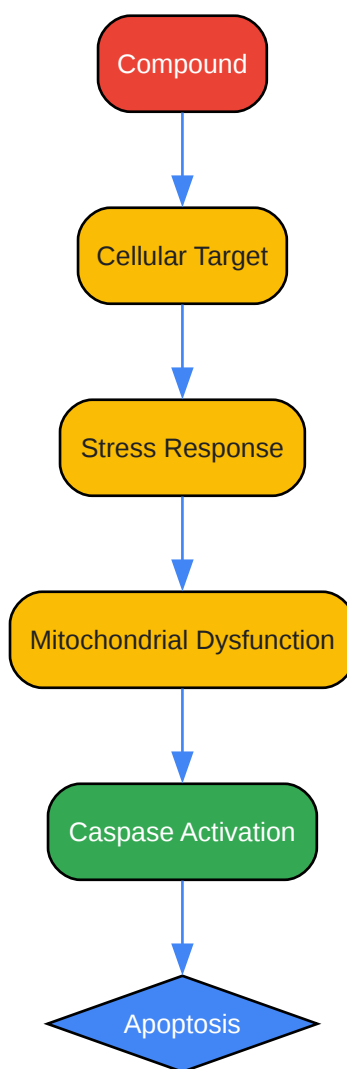 Compound
Cellular Target
Stress Response
Mitochondrial Dysfunction
Caspase Activation
Apoptosis